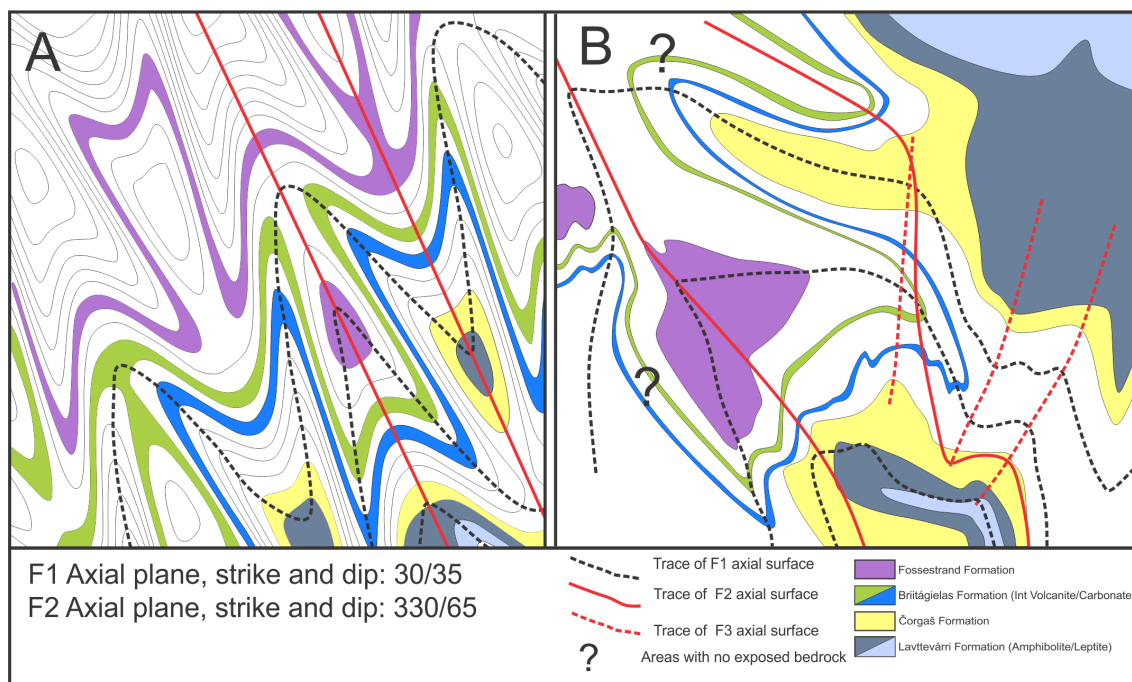 A
B
?
?
F1 Axial plane, strike and dip: 30/35
F2 Axial plane, strike and dip: 330/65
Trace of F1 axial surface
Trace of  F2 axial surface
Trace of  F3 axial surface
? Areas with no exposed bedrock
Fossestrand Formation
Briitágielas Formation (Int Volcanite/Carbonate
Čorgaš Formation
Lavttevárri Formation (Amphibolite/Leptite)